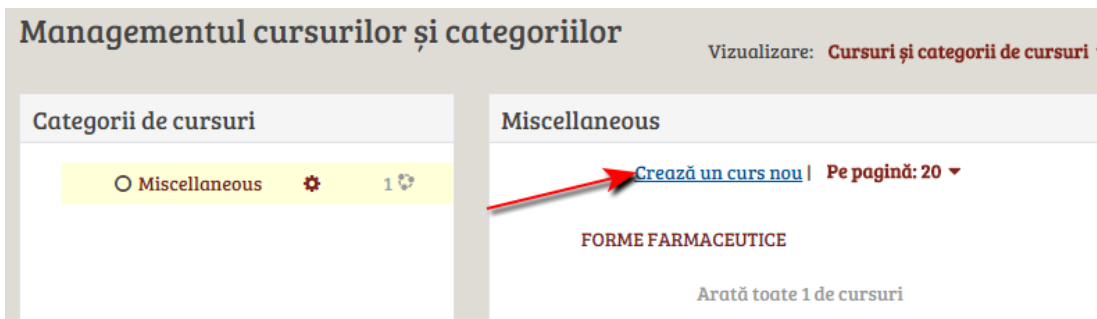 Managementul cursurilor și categoriilor
Vizualizare: Cursuri și categorii de cursuri
Categorii de cursuri
Miscellaneous 1
Miscellaneous
Crează un curs nou | Pe pagină: 20
FORME FARMACEUTICE
Arată toate 1 de cursuri